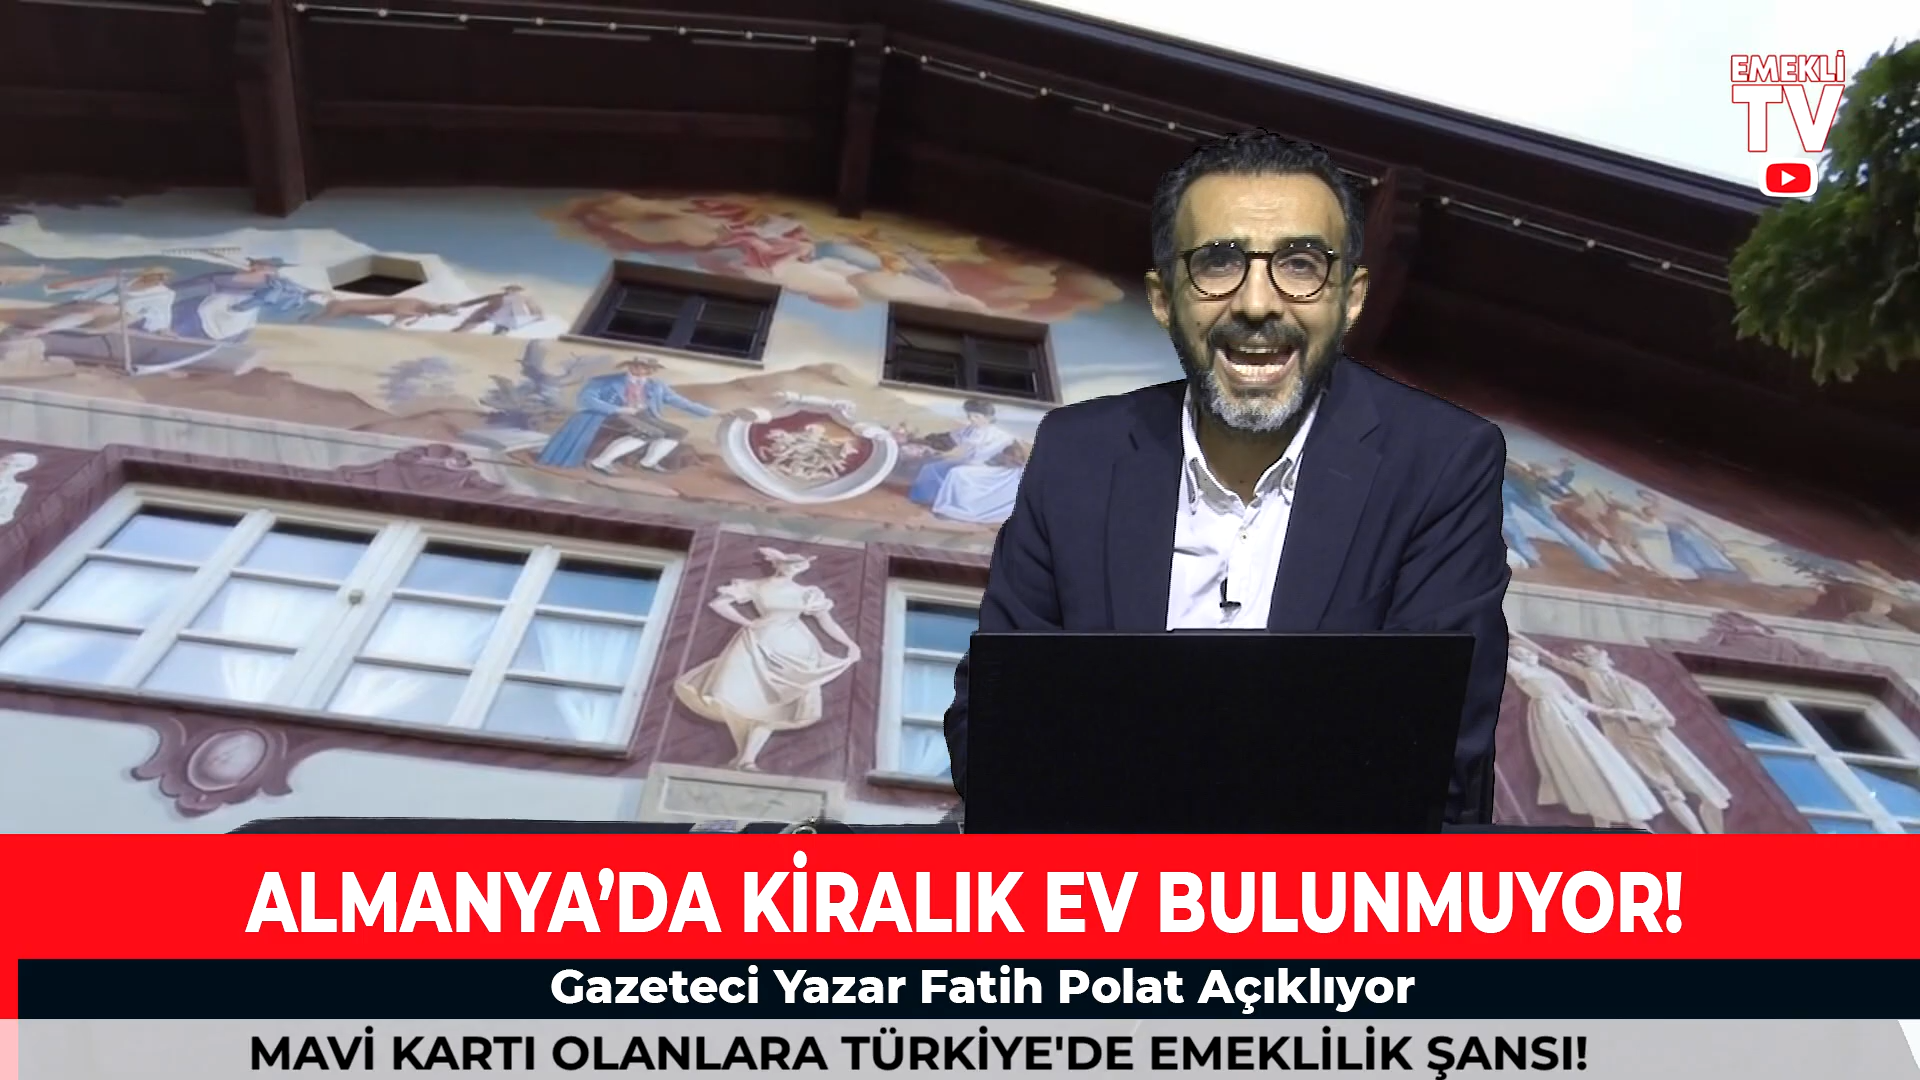 EMEKLİ
TV
ALMANYA’DA KİRALIK EV BULUNMUYOR!
Gazeteci Yazar Fatih Polat Açıklıyor
MAVİ KARTI OLANLARA TÜRKİYE'DE EMEKLİLİK ŞANSI!